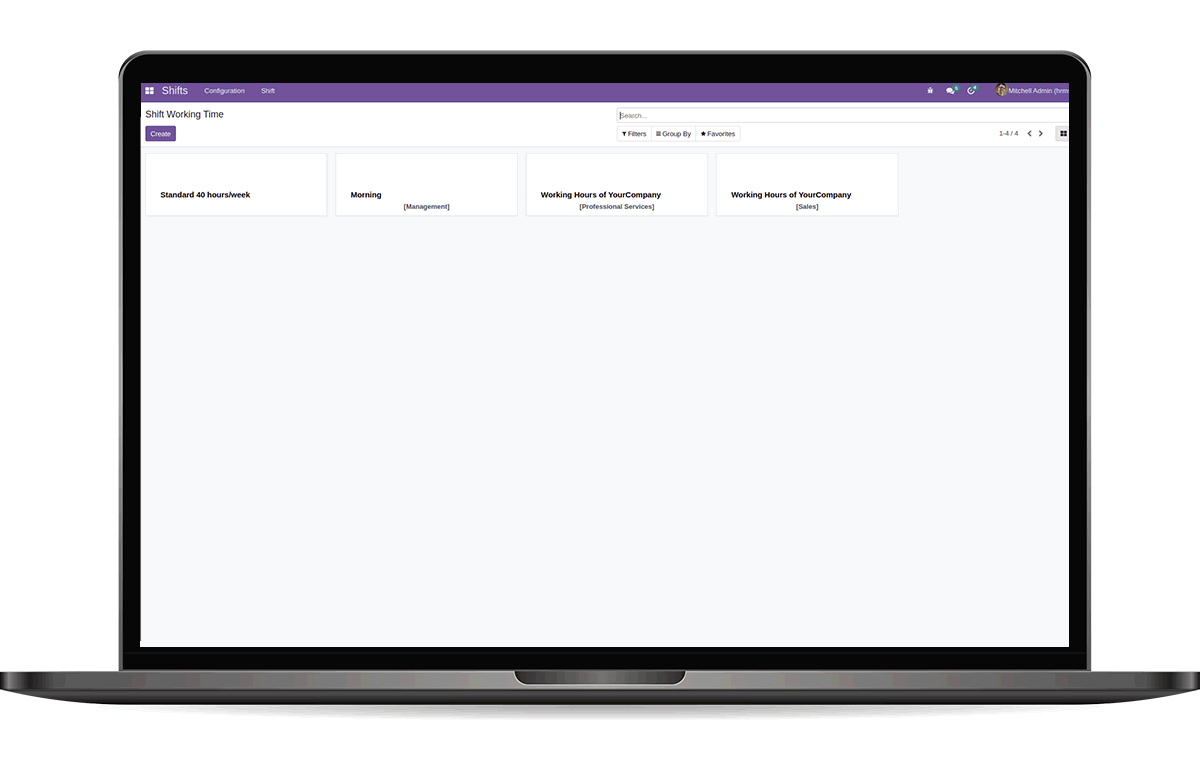 Shifts Configuration Shift Mitchell Admin (hrms
Shift Working Time
Search...
Create
Filters Group By Favorites
1-4 / 4
Standard 40 hours/week
Morning
[Management]
Working Hours of YourCompany
[Professional Services]
Working Hours of YourCompany
[Sales]